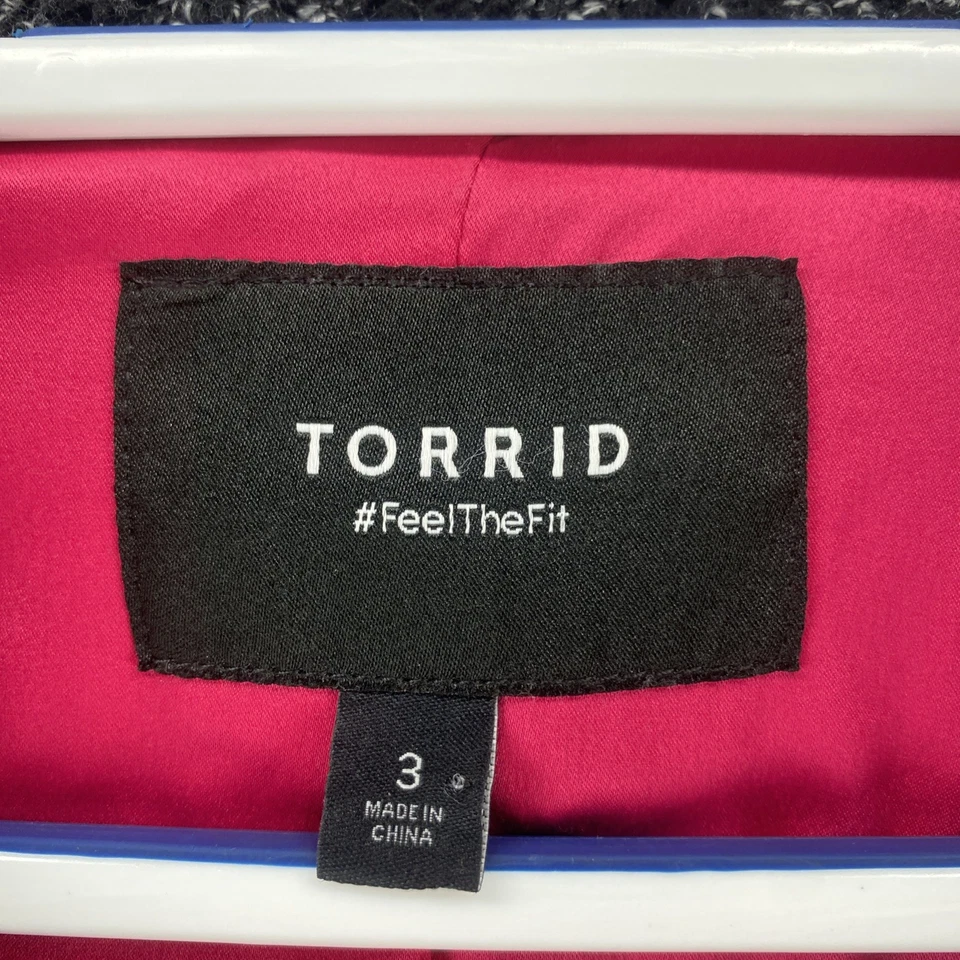 TORRID
#FeelTheFit
3
MADE IN
CHINA